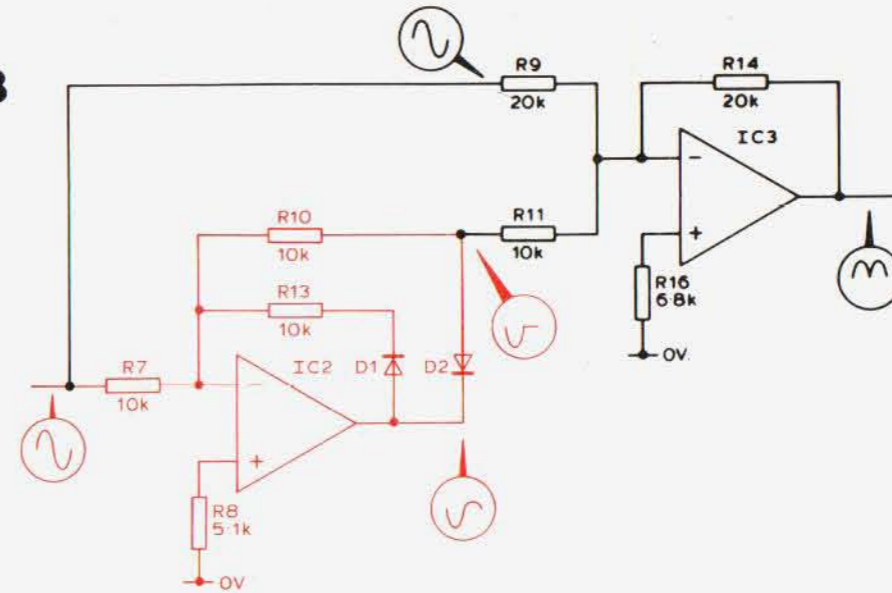 B
R9
20k
R14
20k
IC3
−
+
R10
10k
R11
10k
R13
10k
R16
6·8k
0V.
R7
10k
IC2
D1
D2
−
+
R8
5·1k
0V